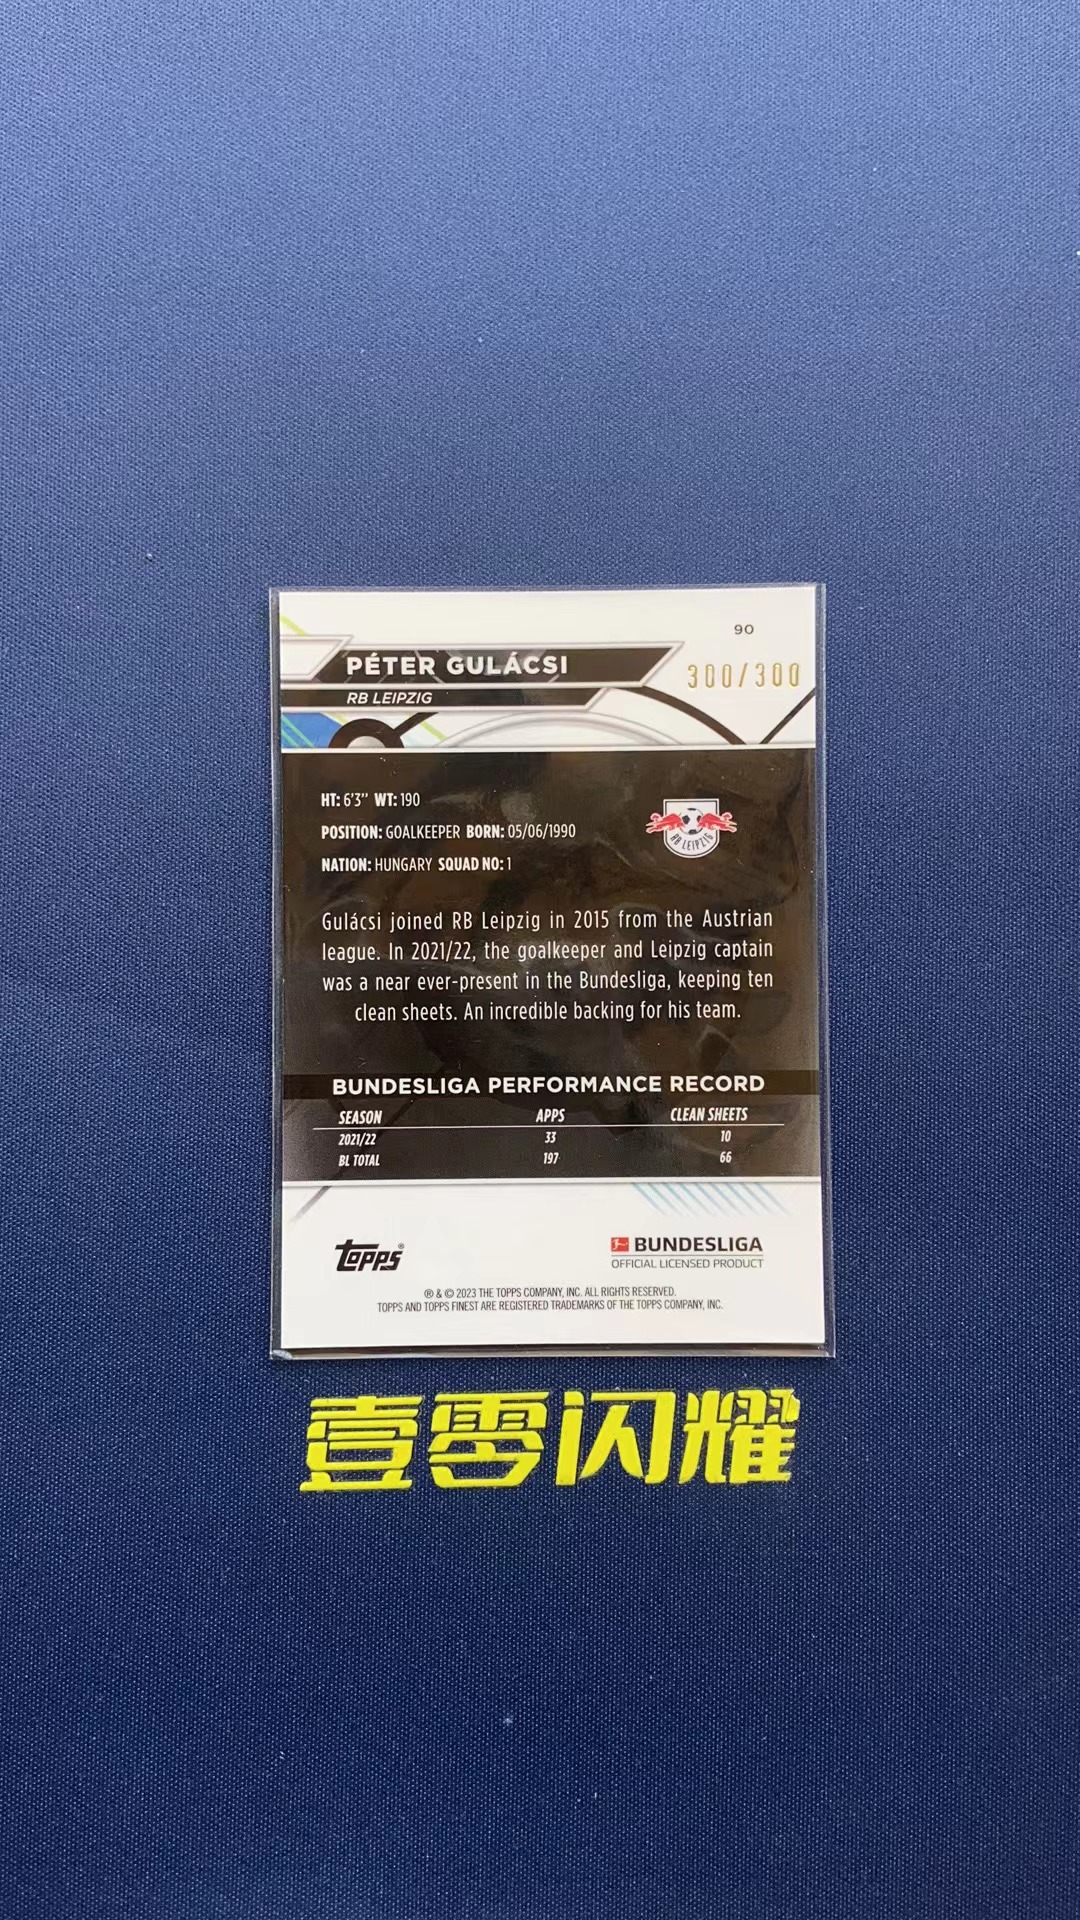 90
PÉTER GULÁCSI
300/300
RB LEIPZIG
HT: 6'3" WT: 190
POSITION: GOALKEEPER BORN: 05/06/1990
NATION: HUNGARY SQUAD NO: 1
RB LEIPZIG
Gulácsi joined RB Leipzig in 2015 from the Austrian
league. In 2021/22, the goalkeeper and Leipzig captain
was a near ever-present in the Bundesliga, keeping ten
clean sheets. An incredible backing for his team.
BUNDESLIGA PERFORMANCE RECORD
SEASON APPS CLEAN SHEETS
2021/22 33 10
BL TOTAL 197 66
topps®
BUNDESLIGA
OFFICIAL LICENSED PRODUCT
® & © 2023 THE TOPPS COMPANY, INC. ALL RIGHTS RESERVED.
TOPPS AND TOPPS FINEST ARE REGISTERED TRADEMARKS OF THE TOPPS COMPANY, INC.
壹零闪耀